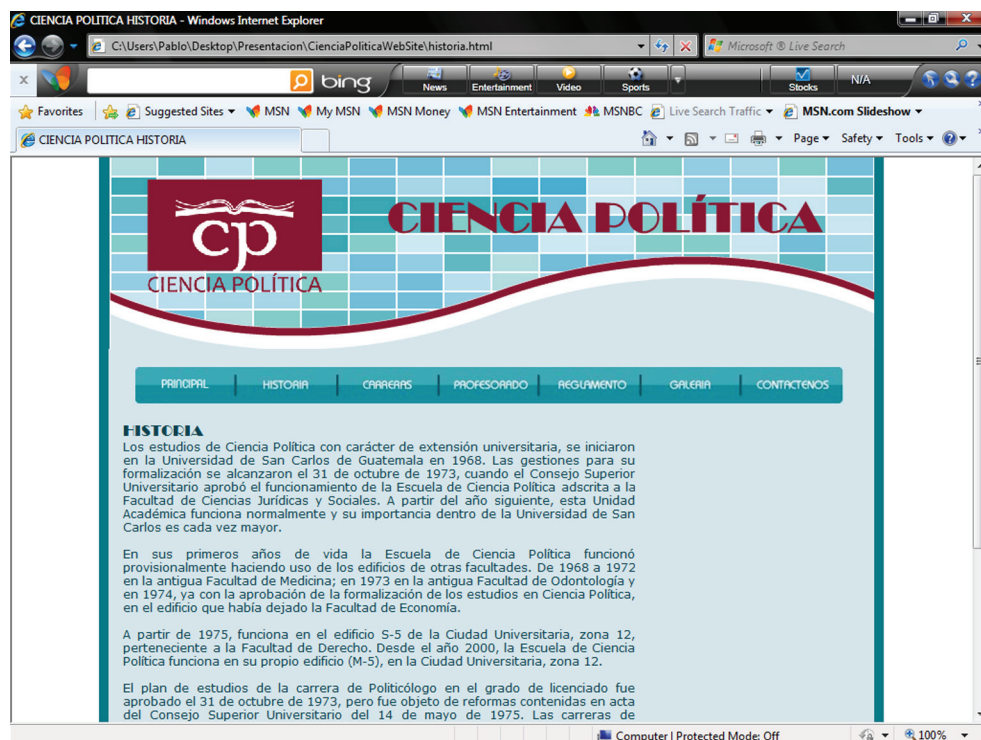 CIENCIA POLITICA HISTORIA - Windows Internet Explorer
C:\Users\Pablo\Desktop\Presentacion\CienciaPoliticaWebSite\historia.html
Microsoft ® Live Search
bing
News Entertainment Video Sports Stocks N/A
Favorites Suggested Sites MSN My MSN MSN Money MSN Entertainment MSNBC Live Search Traffic MSN.com Slideshow
CIENCIA POLITICA HISTORIA Page Safety Tools
CIENCIA POLÍTICA
cp
CIENCIA POLÍTICA
PRINCIPAL HISTORIA CARRERAS PROFESORADO REGLAMENTO GALERIA CONTACTENOS
HISTORIA
Los estudios de Ciencia Política con carácter de extensión universitaria, se iniciaron
en la Universidad de San Carlos de Guatemala en 1968. Las gestiones para su
formalización se alcanzaron el 31 de octubre de 1973, cuando el Consejo Superior
Universitario aprobó el funcionamiento de la Escuela de Ciencia Política adscrita a la
Facultad de Ciencias Jurídicas y Sociales. A partir del año siguiente, esta Unidad
Académica funciona normalmente y su importancia dentro de la Universidad de San
Carlos es cada vez mayor.
En sus primeros años de vida la Escuela de Ciencia Política funcionó
provisionalmente haciendo uso de los edificios de otras facultades. De 1968 a 1972
en la antigua Facultad de Medicina; en 1973 en la antigua Facultad de Odontología y
en 1974, ya con la aprobación de la formalización de los estudios en Ciencia Política,
en el edificio que había dejado la Facultad de Economía.
A partir de 1975, funciona en el edificio S-5 de la Ciudad Universitaria, zona 12,
perteneciente a la Facultad de Derecho. Desde el año 2000, la Escuela de Ciencia
Política funciona en su propio edificio (M-5), en la Ciudad Universitaria, zona 12.
El plan de estudios de la carrera de Politicólogo en el grado de licenciado fue
aprobado el 31 de octubre de 1973, pero fue objeto de reformas contenidas en acta
del Consejo Superior Universitario del 14 de mayo de 1975. Las carreras de
Computer | Protected Mode: Off 100%